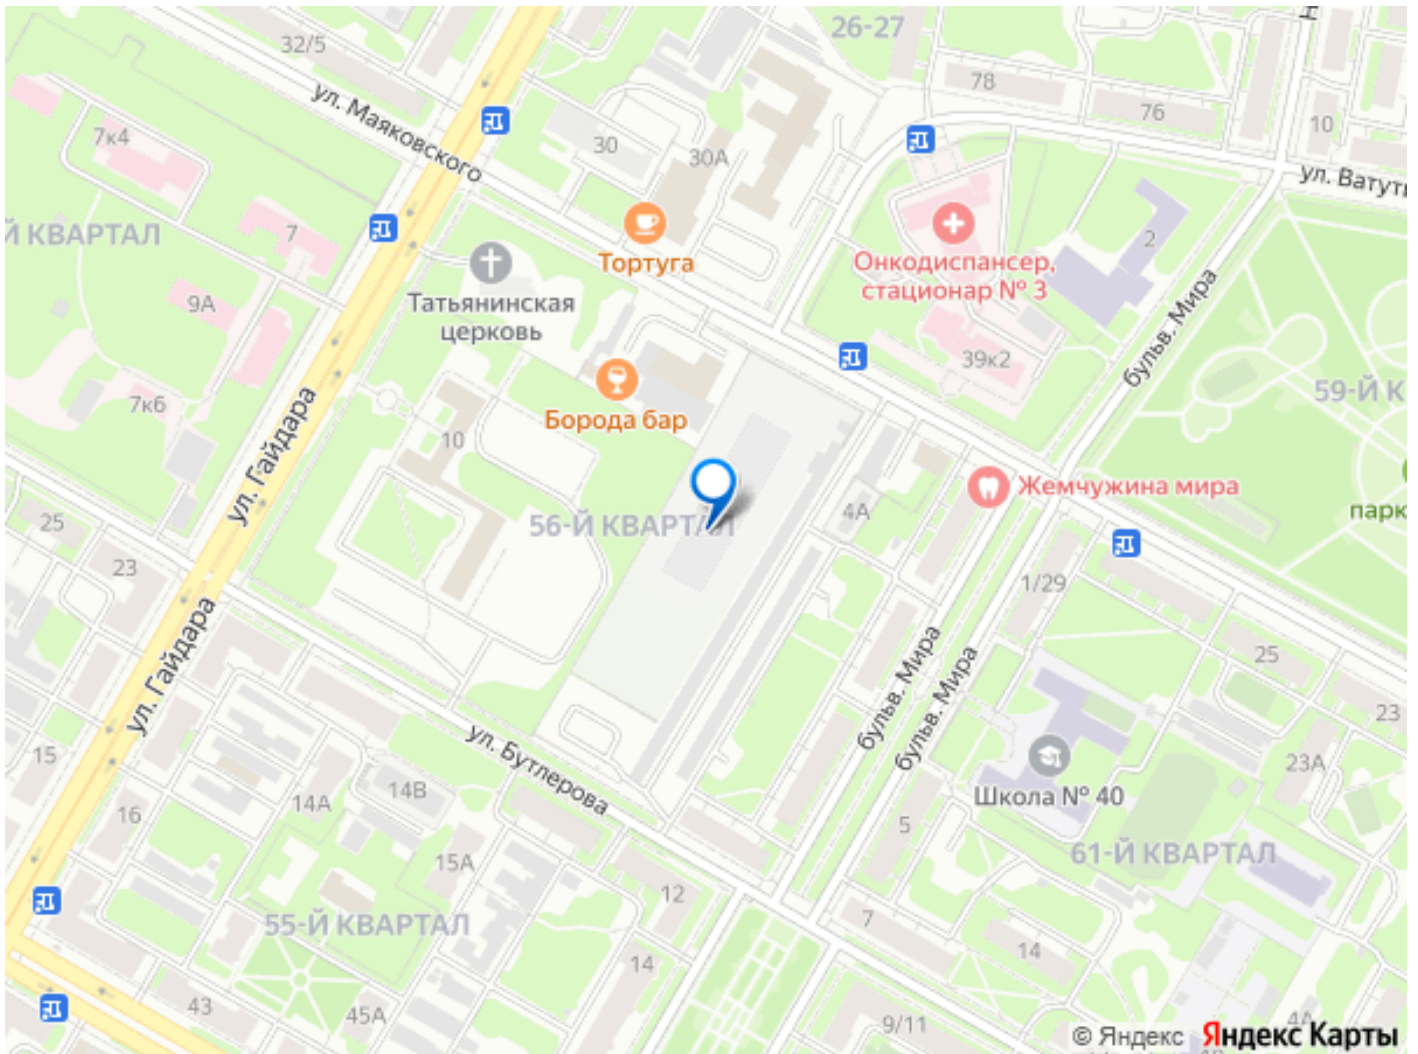 26-27
32/5
ул. Маяковского
78
76
10
7к4
30
30А
ул. Ватути
Й КВАРТАЛ
7
2
Тортуга
Онкодиспансер,
стационар № 3
Татьянинская
церковь
9А
бульв. Мира
39к2
59-Й К
7к6
Борода бар
10
ул. Гайдара
Жемчужина мира
парк
4А
56-Й КВАРТАЛ
25
23
1/29
ул. Гайдара
бульв. Мира
бульв. Мира
25
23
15
ул. Бутлерова
23А
14А
14В
Школа № 40
16
5
61-Й КВАРТАЛ
15А
12
55-Й КВАРТАЛ
7
14
14
43
45А
9/11
4А
© Яндекс Яндекс Карты